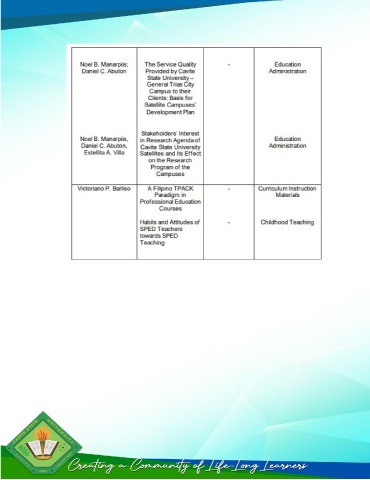 Noel B. Manarpiis;
Daniel C. Abuton
The Service Quality
Provided by Cavite
State University –
General Trias City
Campus to their
Clients: Basis for
Satellite Campuses'
Development Plan
-
Education
Administration
Noel B. Manarpiis,
Daniel C. Abuton,
Estellita A. Villa
Stakeholders' Interest
in Research Agenda of
Cavite State University
Satellites and Its Effect
on the Research
Program of the
Campuses
Education
Administration
Victoriano P. Barliso
A Filipino TPACK
Paradigm in
Professional Education
Courses
-
Curriculum Instruction
Materials
Habits and Attitudes of
SPED Teachers
towards SPED
Teaching
-
Childhood Teaching
Creating a Community of Life-Long Learners